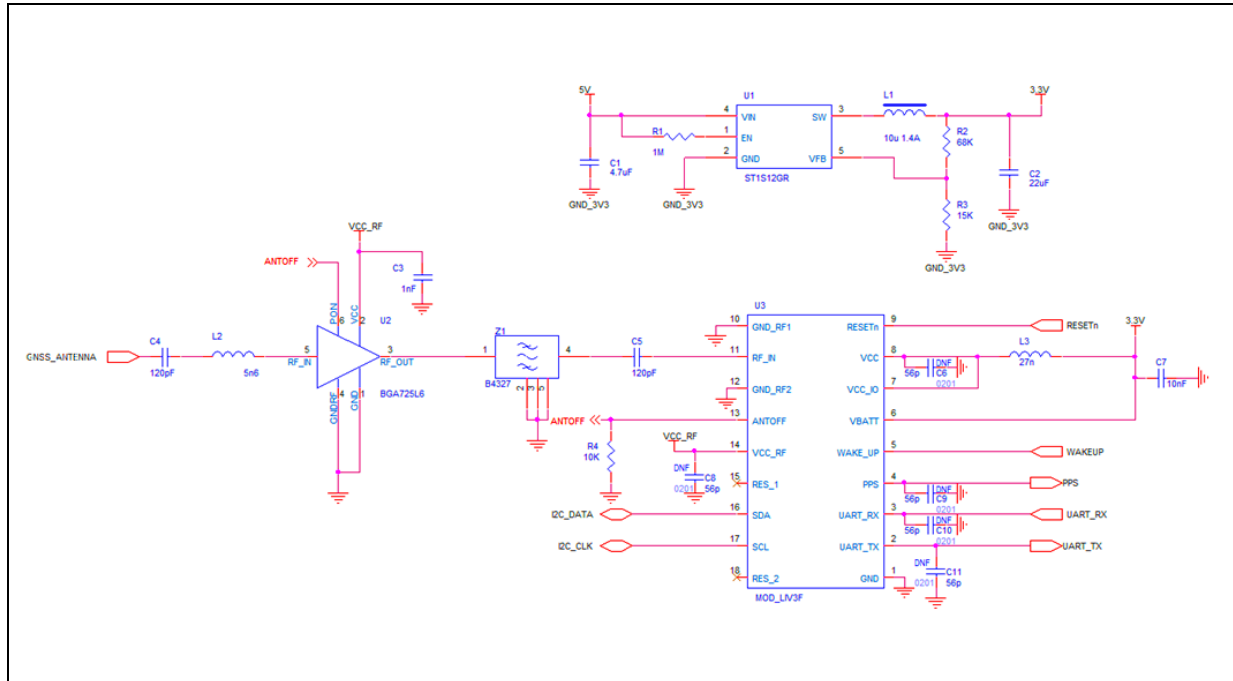 5V
U1
L1
3,3V
4
VIN
SW
3
R1
1
EN
R2
1M
68K
10u 1.4A
2
GND
VFB
5
C1
4.7uF
C2
22uF
ST1S12GR
GND_3V3
GND_3V3
R3
15K
GND_3V3
GND_3V3
VCC_RF
ANTOFF
C3
1nF
PON
VCC
6
2
U2
U3
10
GND_RF1
RESETn
9
RESETn
3,3V
Z1
C4
L2
GNSS_ANTENNA
5
RF_IN
3
RF_OUT
1
4
C5
11
RF_IN
VCC
8
L3
120pF
5n6
120pF
DNF
56p
C6
0201
27n
C7
10nF
B4327
2
3
5
12
GND_RF2
VCC_IO
7
GNDRF
4
GND
1
BGA725L6
ANTOFF
13
ANTOFF
VBATT
6
R4
10K
VCC_RF
14
VCC_RF
WAKE_UP
5
WAKEUP
DNF
C8
0201
56p
15
RES_1
PPS
4
PPS
DNF
56p
C9
0201
I2C_DATA
16
SDA
UART_RX
3
UART_RX
DNF
56p
C10
0201
I2C_CLK
17
SCL
UART_TX
2
UART_TX
DNF
C11
0201
56p
18
RES_2
GND
1
MOD_LIV3F